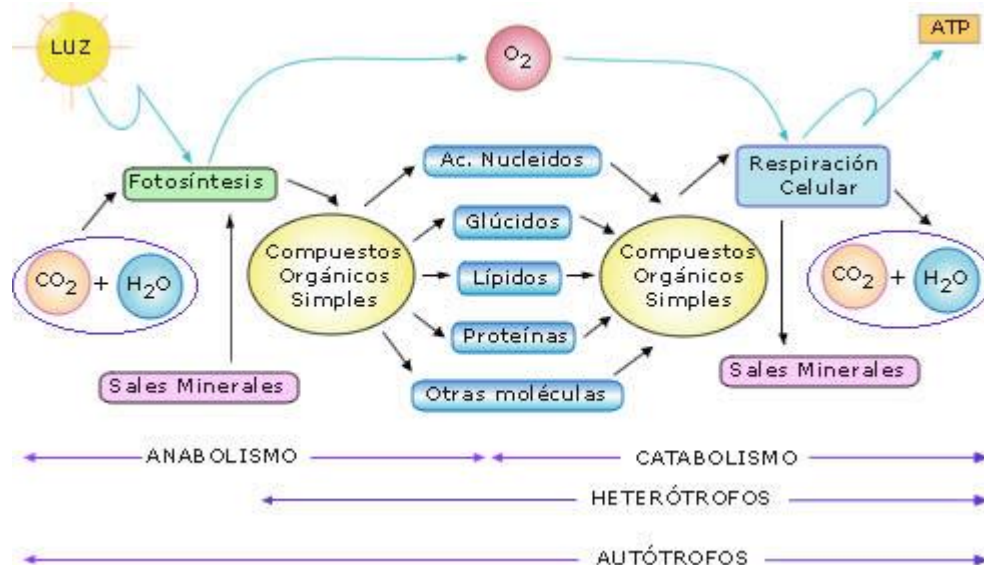 LUZ
O2
ATP
Fotosíntesis
Ac. Nucleidos
Respiración
Celular
Glúcidos
Compuestos
Orgánicos
Simples
Compuestos
Orgánicos
Simples
CO2 + H2O
Lípidos
CO2 + H2O
Proteínas
Sales Minerales
Otras moléculas
Sales Minerales
ANABOLISMO
CATABOLISMO
HETERÓTROFOS
AUTÓTROFOS